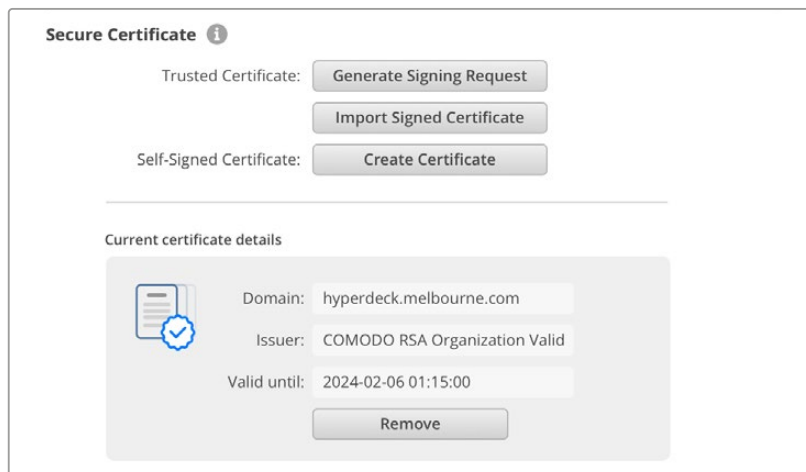 Secure Certificate i
Trusted Certificate: Generate Signing Request
Import Signed Certificate
Self-Signed Certificate: Create Certificate
Current certificate details
Domain: hyperdeck.melbourne.com
Issuer: COMODO RSA Organization Valid
Valid until: 2024-02-06 01:15:00
Remove